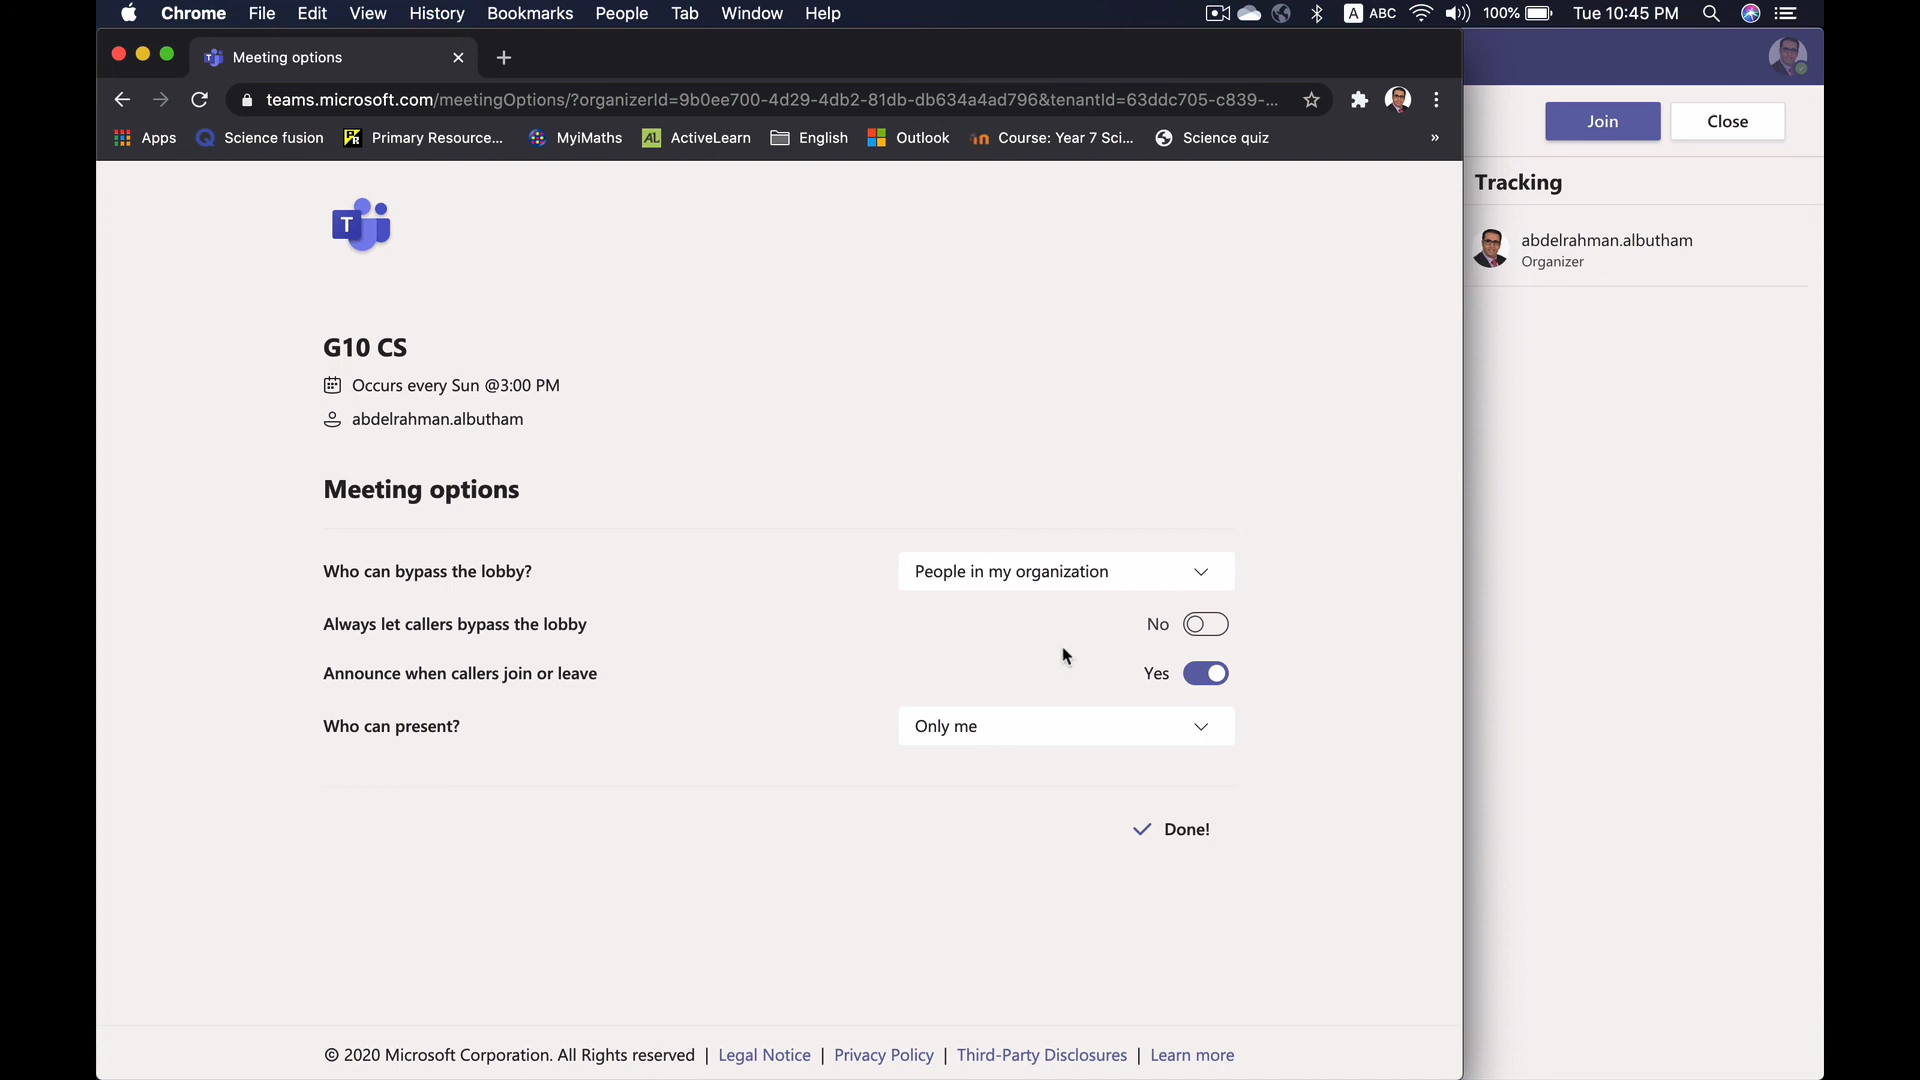 Chrome File Edit View History Bookmarks People Tab Window Help A ABC 100% Tue 10:45 PM
Meeting options
teams.microsoft.com/meetingOptions/?organizerId=9b0ee700-4d29-4db2-81db-db634a4ad796&tenantId=63ddc705-c839-...
Apps Science fusion Primary Resource... MyiMaths ActiveLearn English Outlook Course: Year 7 Sci... Science quiz »
Join Close
Tracking
abdelrahman.albutham
Organizer
T
G10 CS
Occurs every Sun @3:00 PM
abdelrahman.albutham
Meeting options
Who can bypass the lobby? People in my organization
Always let callers bypass the lobby No
Announce when callers join or leave Yes
Who can present? Only me
Done!
© 2020 Microsoft Corporation. All Rights reserved | Legal Notice | Privacy Policy | Third-Party Disclosures | Learn more